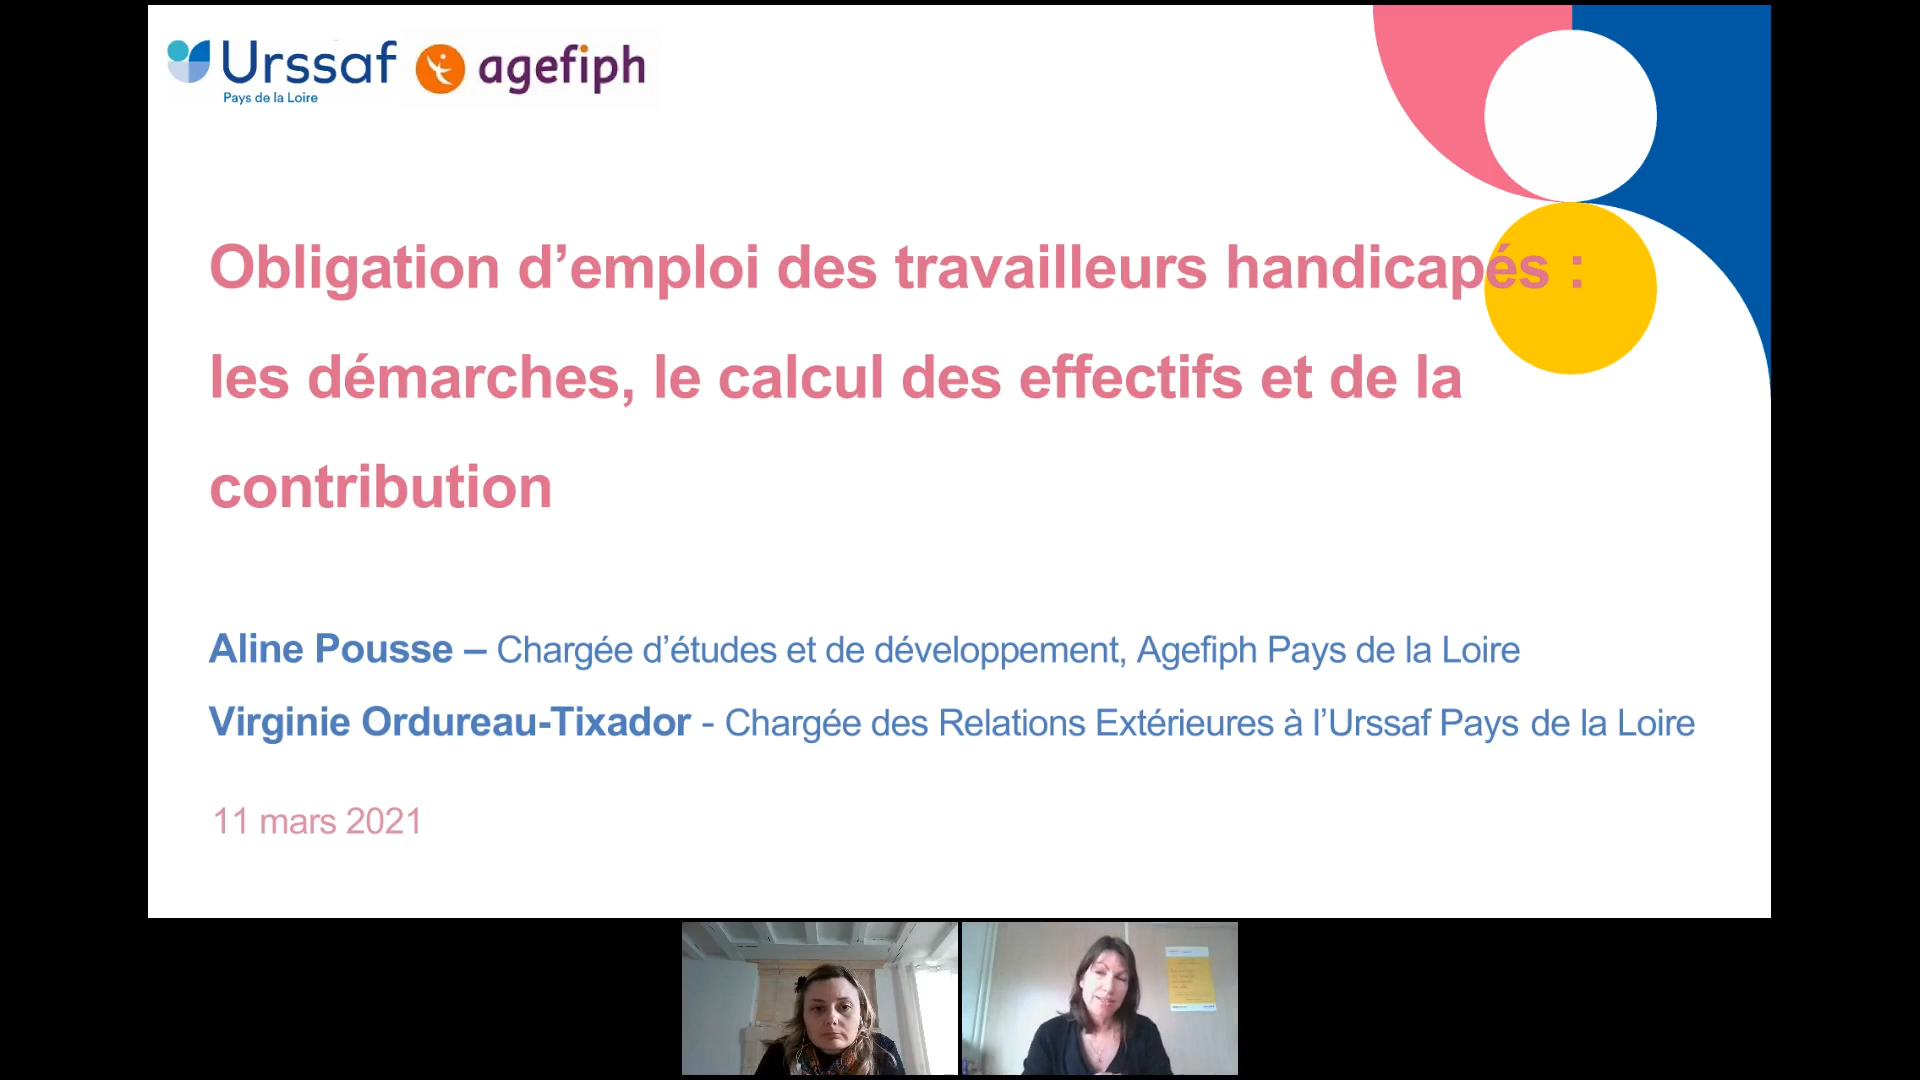 Urssaf
Pays de la Loire
agefiph
Obligation d’emploi des travailleurs handicapés :
les démarches, le calcul des effectifs et de la
contribution
Aline Pousse – Chargée d’études et de développement, Agefiph Pays de la Loire
Virginie Ordureau-Tixador - Chargée des Relations Extérieures à l’Urssaf Pays de la Loire
11 mars 2021